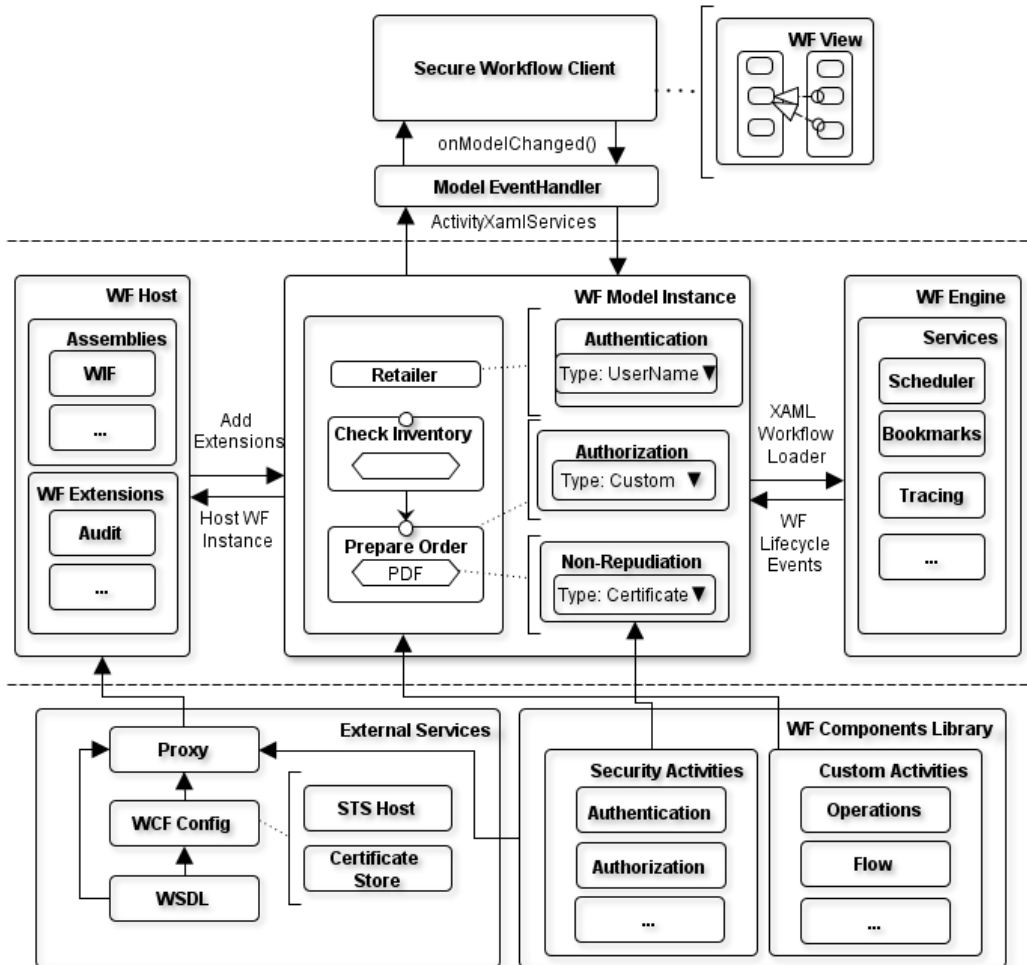 Secure Workflow Client
WF View
onModelChanged()
Model EventHandler
ActivityXamlServices
WF Host
Assemblies
WIF
...
WF Extensions
Audit
...
Add
Extensions
Host WF
Instance
WF Model Instance
Retailer
Check Inventory
Prepare Order
PDF
Authentication
Type: UserName
Authorization
Type: Custom
Non-Repudiation
Type: Certificate
XAML
Workflow
Loader
WF
Lifecycle
Events
WF Engine
Services
Scheduler
Bookmarks
Tracing
...
External Services
Proxy
WCF Config
WSDL
STS Host
Certificate
Store
WF Components Library
Security Activities
Authentication
Authorization
...
Custom Activities
Operations
Flow
...